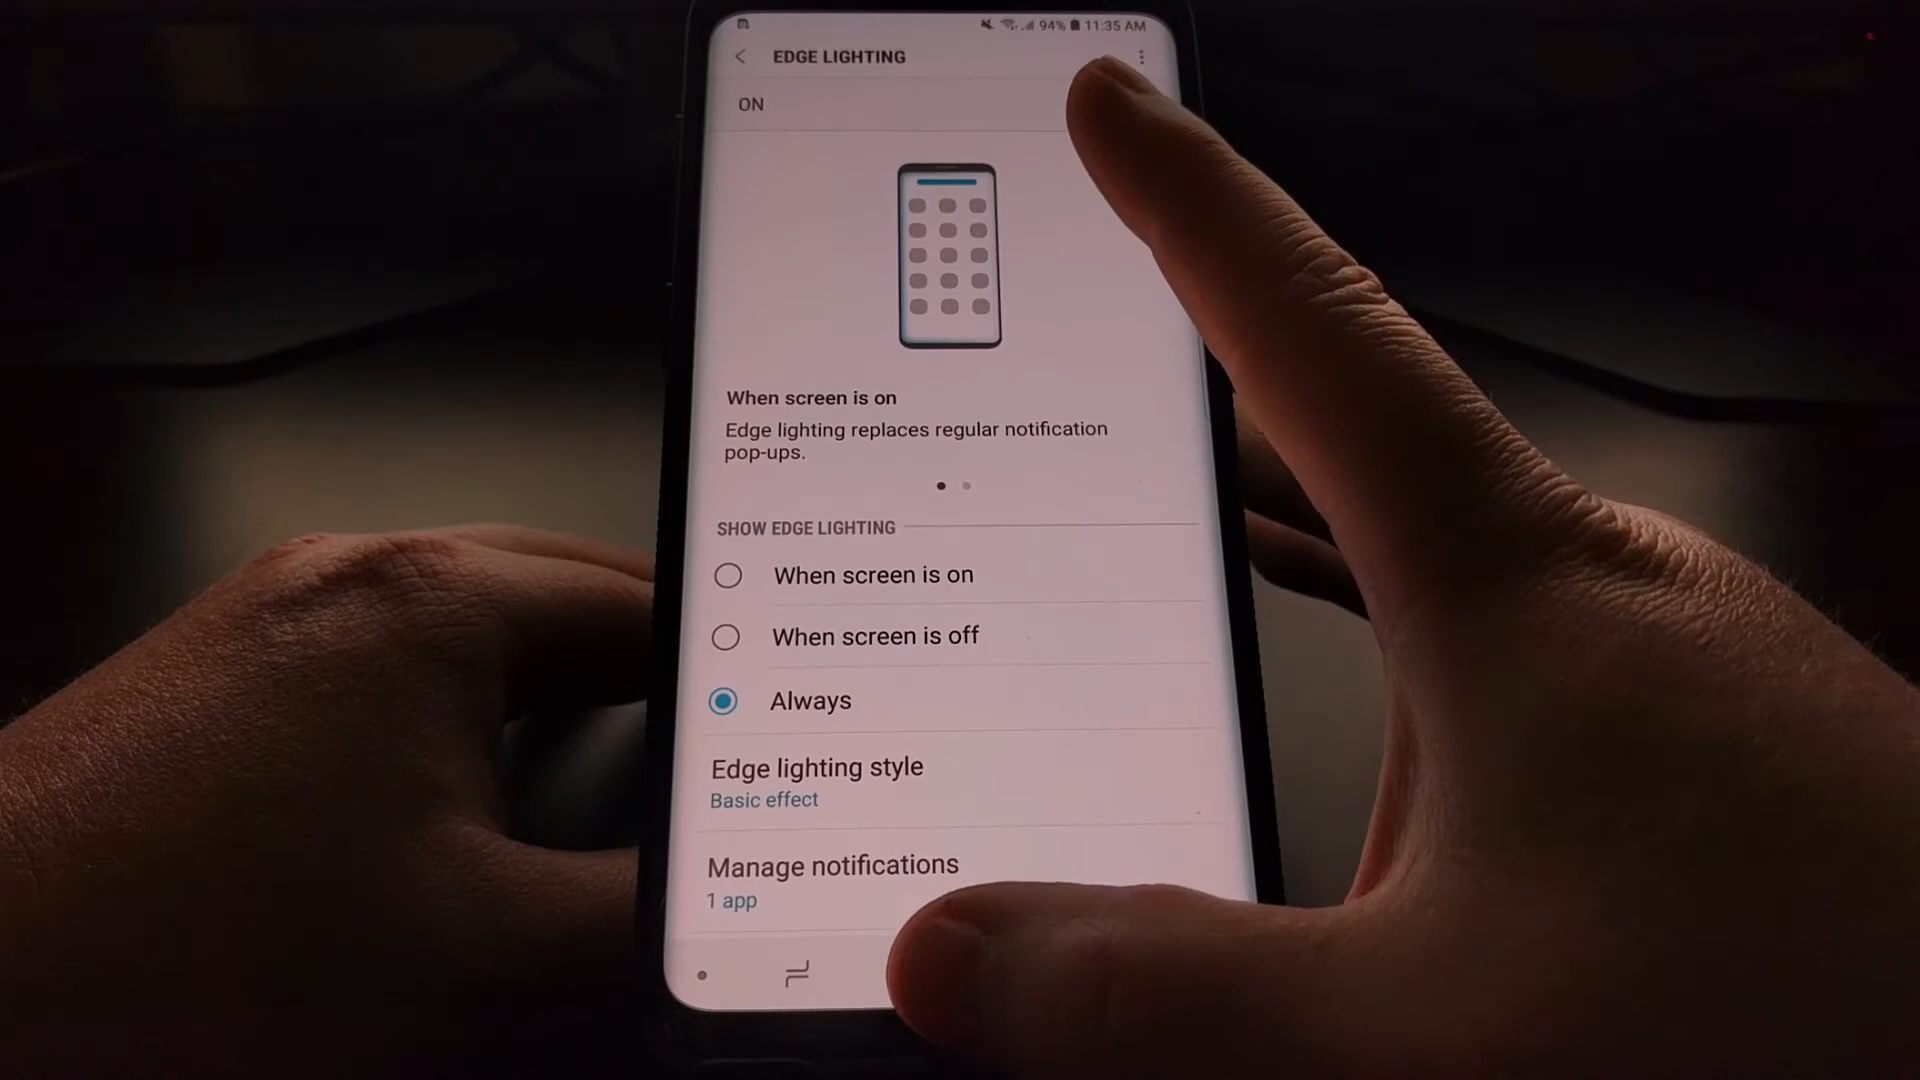 94% 11:35 AM
EDGE LIGHTING
ON
When screen is on
Edge lighting replaces regular notification
pop-ups.
SHOW EDGE LIGHTING
When screen is on
When screen is off
Always
Edge lighting style
Basic effect
Manage notifications
1 app